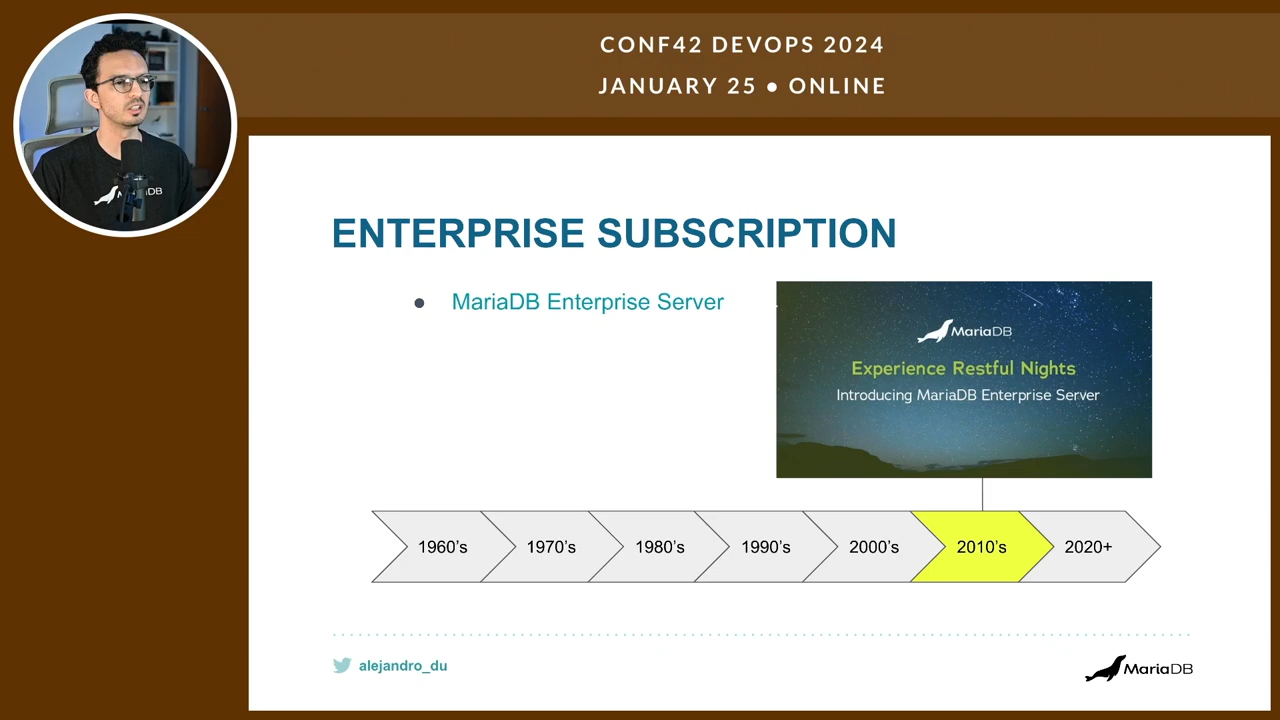 CONF42 DEVOPS 2024
JANUARY 25 ● ONLINE
ENTERPRISE SUBSCRIPTION
● MariaDB Enterprise Server
MariaDB
Experience Restful Nights
Introducing MariaDB Enterprise Server
1960's
1970's
1980's
1990's
2000's
2010's
2020+
alejandro_du
MariaDB